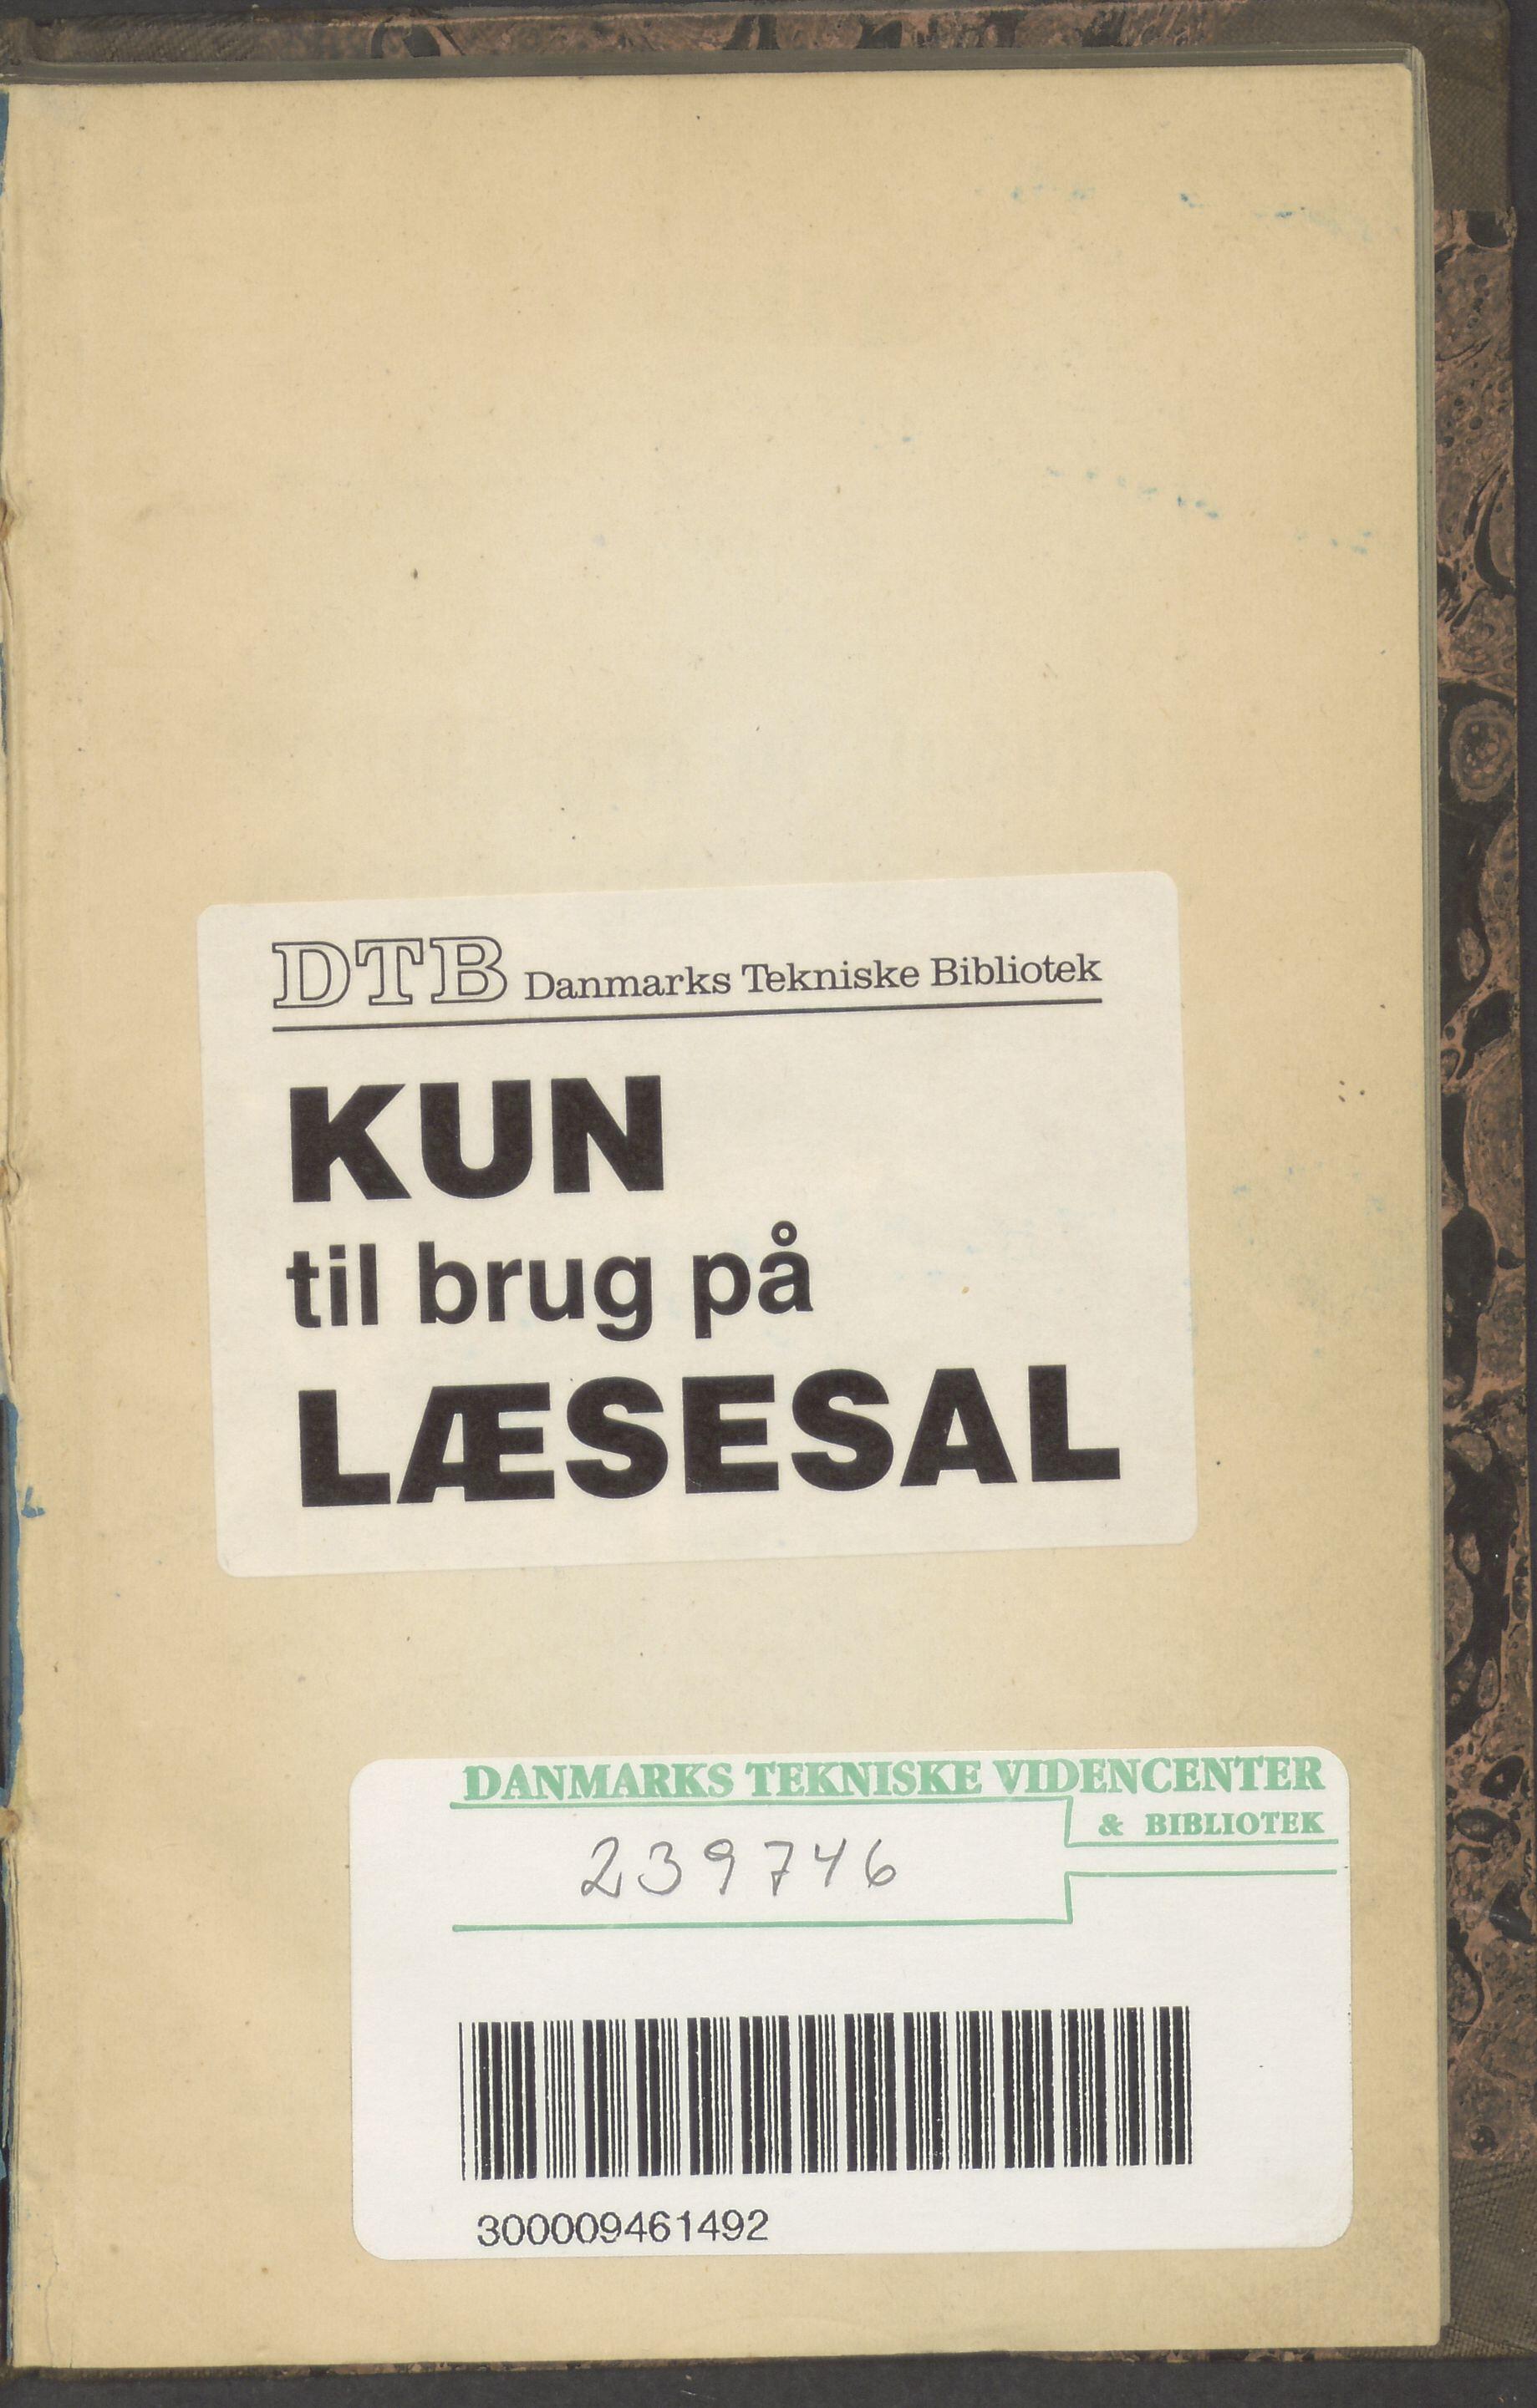 DTB Danmarks Tekniske Bibliotek
KUN
til brug på
LÆSESAL
DANMARKS TEKNISKE VIDENCENTER
& BIBLIOTEK
239746
300009461492